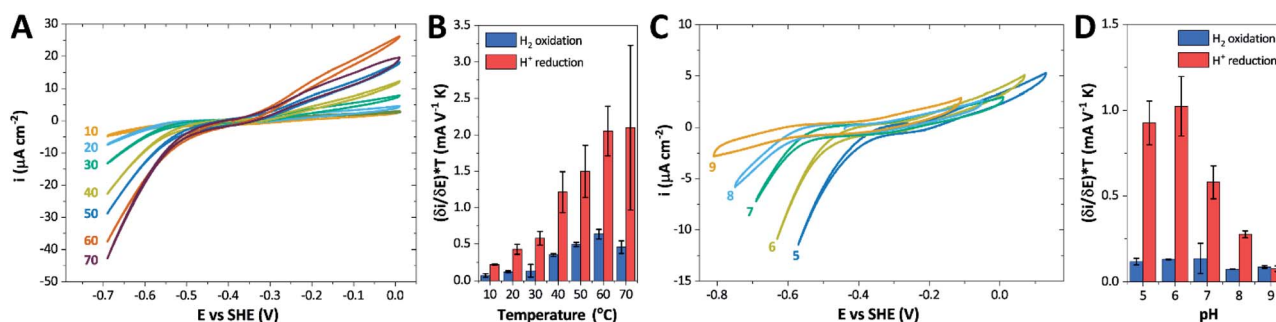 A
30
20
10
0
-10
-20
-30
-40
-50
i (µA cm⁻²)
10
20
30
40
50
60
70
-0.7 -0.6 -0.5 -0.4 -0.3 -0.2 -0.1 0.0
E vs SHE (V)
B
H₂ oxidation
H⁺ reduction
3.5
3.0
2.5
2.0
1.5
1.0
0.5
0.0
(δi/δE)*T (mA V⁻¹ K)
10 20 30 40 50 60 70
Temperature (°C)
C
10
5
0
-5
-10
-15
i (µA cm⁻²)
9
8
7
6
5
-0.8 -0.6 -0.4 -0.2 0.0
E vs SHE (V)
D
H₂ oxidation
H⁺ reduction
1.5
1.0
0.5
0.0
(δi/δE)*T (mA V⁻¹ K)
5 6 7 8 9
pH